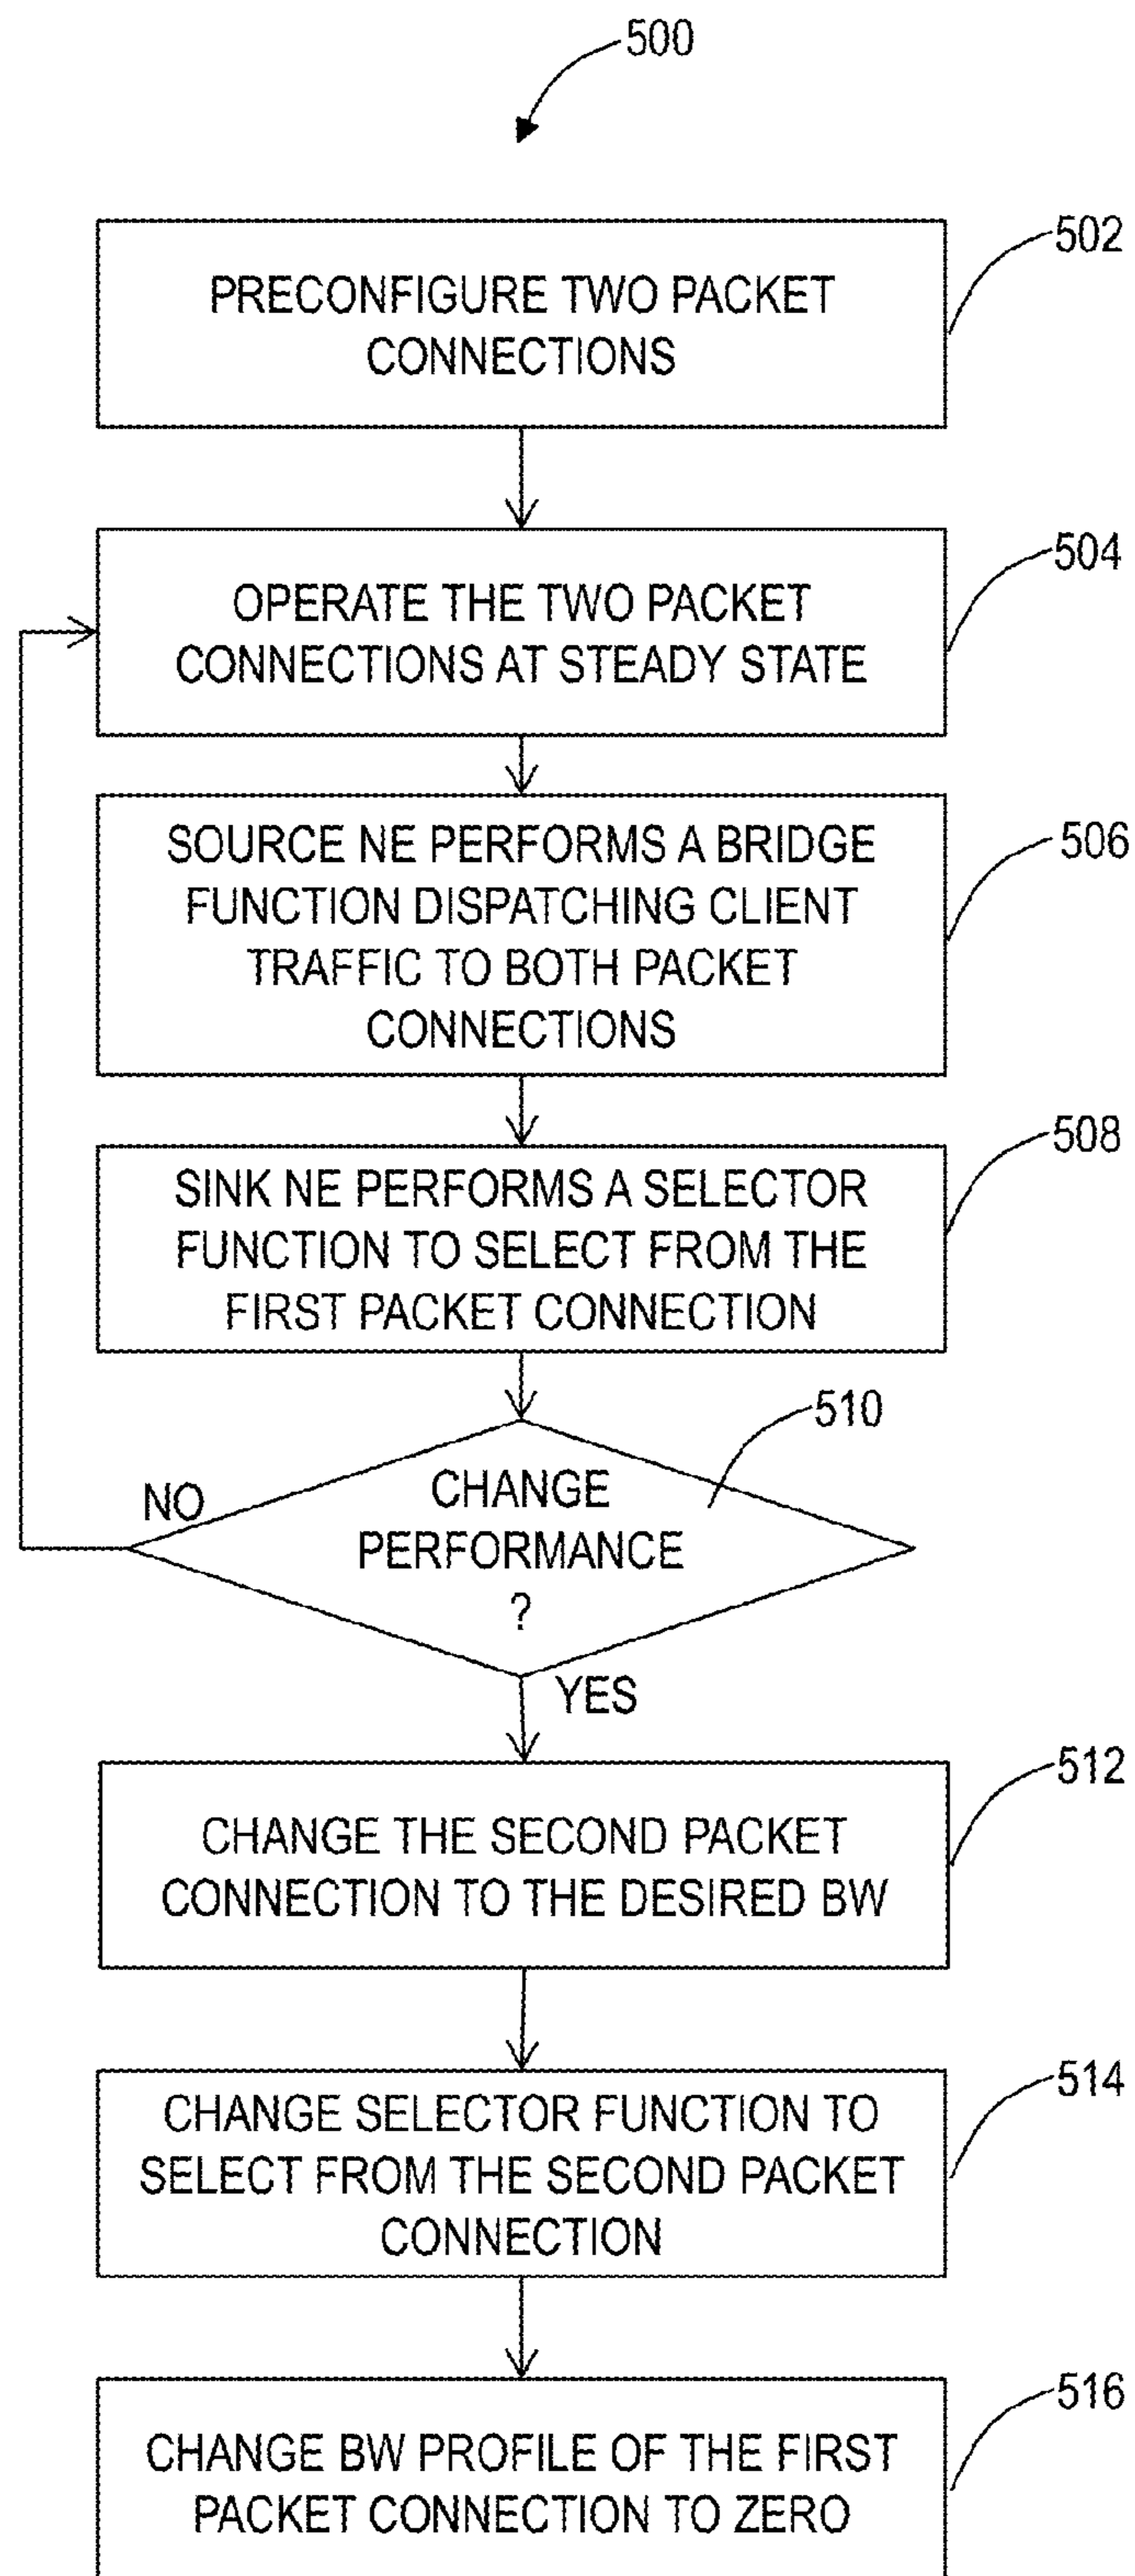 500
502
PRECONFIGURE TWO PACKET
CONNECTIONS
504
OPERATE THE TWO PACKET
CONNECTIONS AT STEADY STATE
506
SOURCE NE PERFORMS A BRIDGE
FUNCTION DISPATCHING CLIENT
TRAFFIC TO BOTH PACKET
CONNECTIONS
508
SINK NE PERFORMS A SELECTOR
FUNCTION TO SELECT FROM THE
FIRST PACKET CONNECTION
510
CHANGE
PERFORMANCE
?
NO
YES
512
CHANGE THE SECOND PACKET
CONNECTION TO THE DESIRED BW
514
CHANGE SELECTOR FUNCTION TO
SELECT FROM THE SECOND PACKET
CONNECTION
516
CHANGE BW PROFILE OF THE FIRST
PACKET CONNECTION TO ZERO